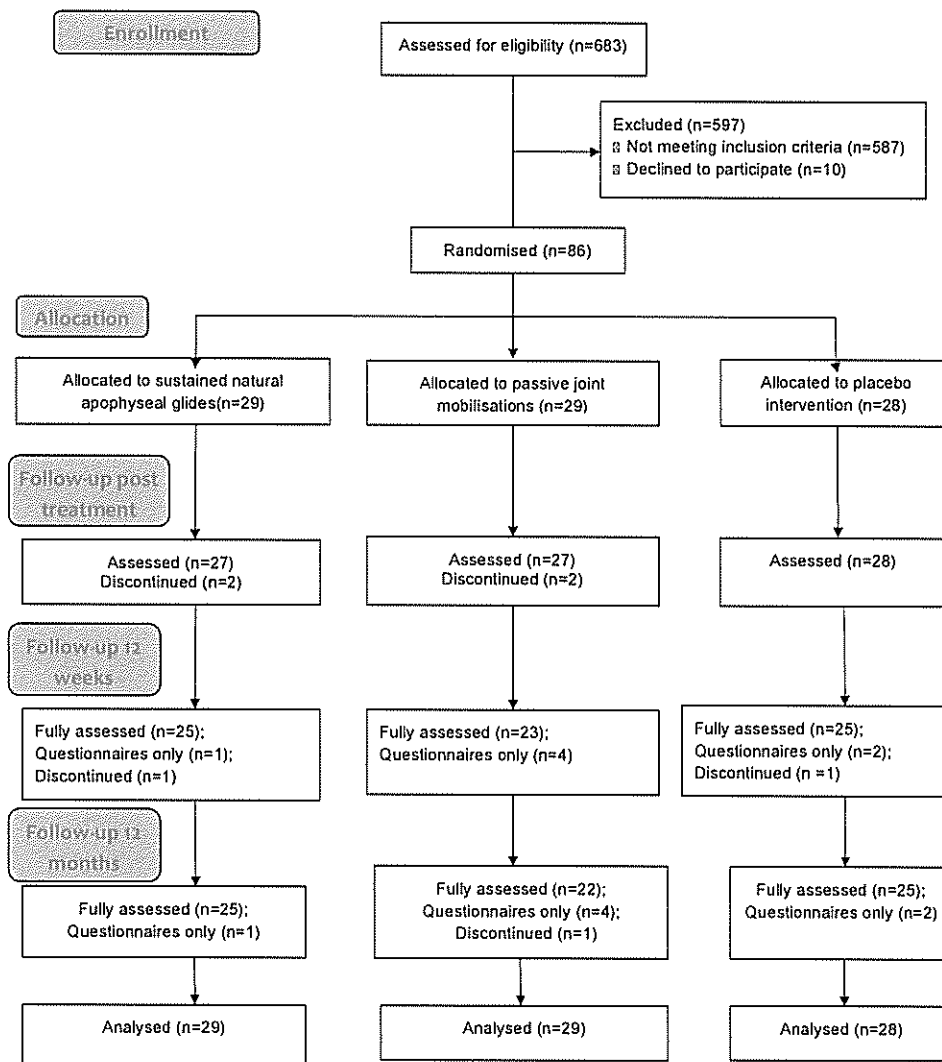 Enrollment
Assessed for eligibility (n=683)
Excluded (n=597)
Not meeting inclusion criteria (n=587)
Declined to participate (n=10)
Randomised (n=86)
Allocation
Allocated to sustained natural
apophyseal glides(n=29)
Allocated to passive joint
mobilisations (n=29)
Allocated to placebo
intervention (n=28)
Follow-up post
treatment
Assessed (n=27)
Discontinued (n=2)
Assessed (n=27)
Discontinued (n=2)
Assessed (n=28)
Follow-up 12
weeks
Fully assessed (n=25);
Questionnaires only (n=1);
Discontinued (n=1)
Fully assessed (n=23);
Questionnaires only (n=4)
Fully assessed (n=25);
Questionnaires only (n=2);
Discontinued (n =1)
Follow-up 12
months
Fully assessed (n=25);
Questionnaires only (n=1)
Fully assessed (n=22);
Questionnaires only (n=4);
Discontinued (n=1)
Fully assessed (n=25);
Questionnaires only (n=2)
Analysed (n=29)
Analysed (n=29)
Analysed (n=28)